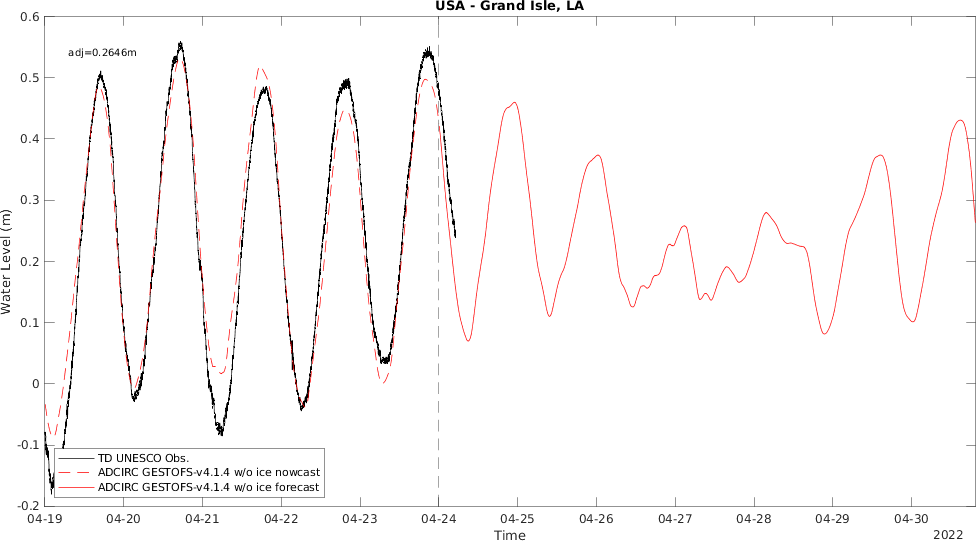 USA - Grand Isle, LA
adj=0.2646m
0.6
0.5
0.4
0.3
0.2
0.1
0
-0.1
-0.2
Water Level (m)
TD UNESCO Obs.
ADCIRC GESTOFS-v4.1.4 w/o ice nowcast
ADCIRC GESTOFS-v4.1.4 w/o ice forecast
04-19 04-20 04-21 04-22 04-23 04-24 04-25 04-26 04-27 04-28 04-29 04-30
Time
2022